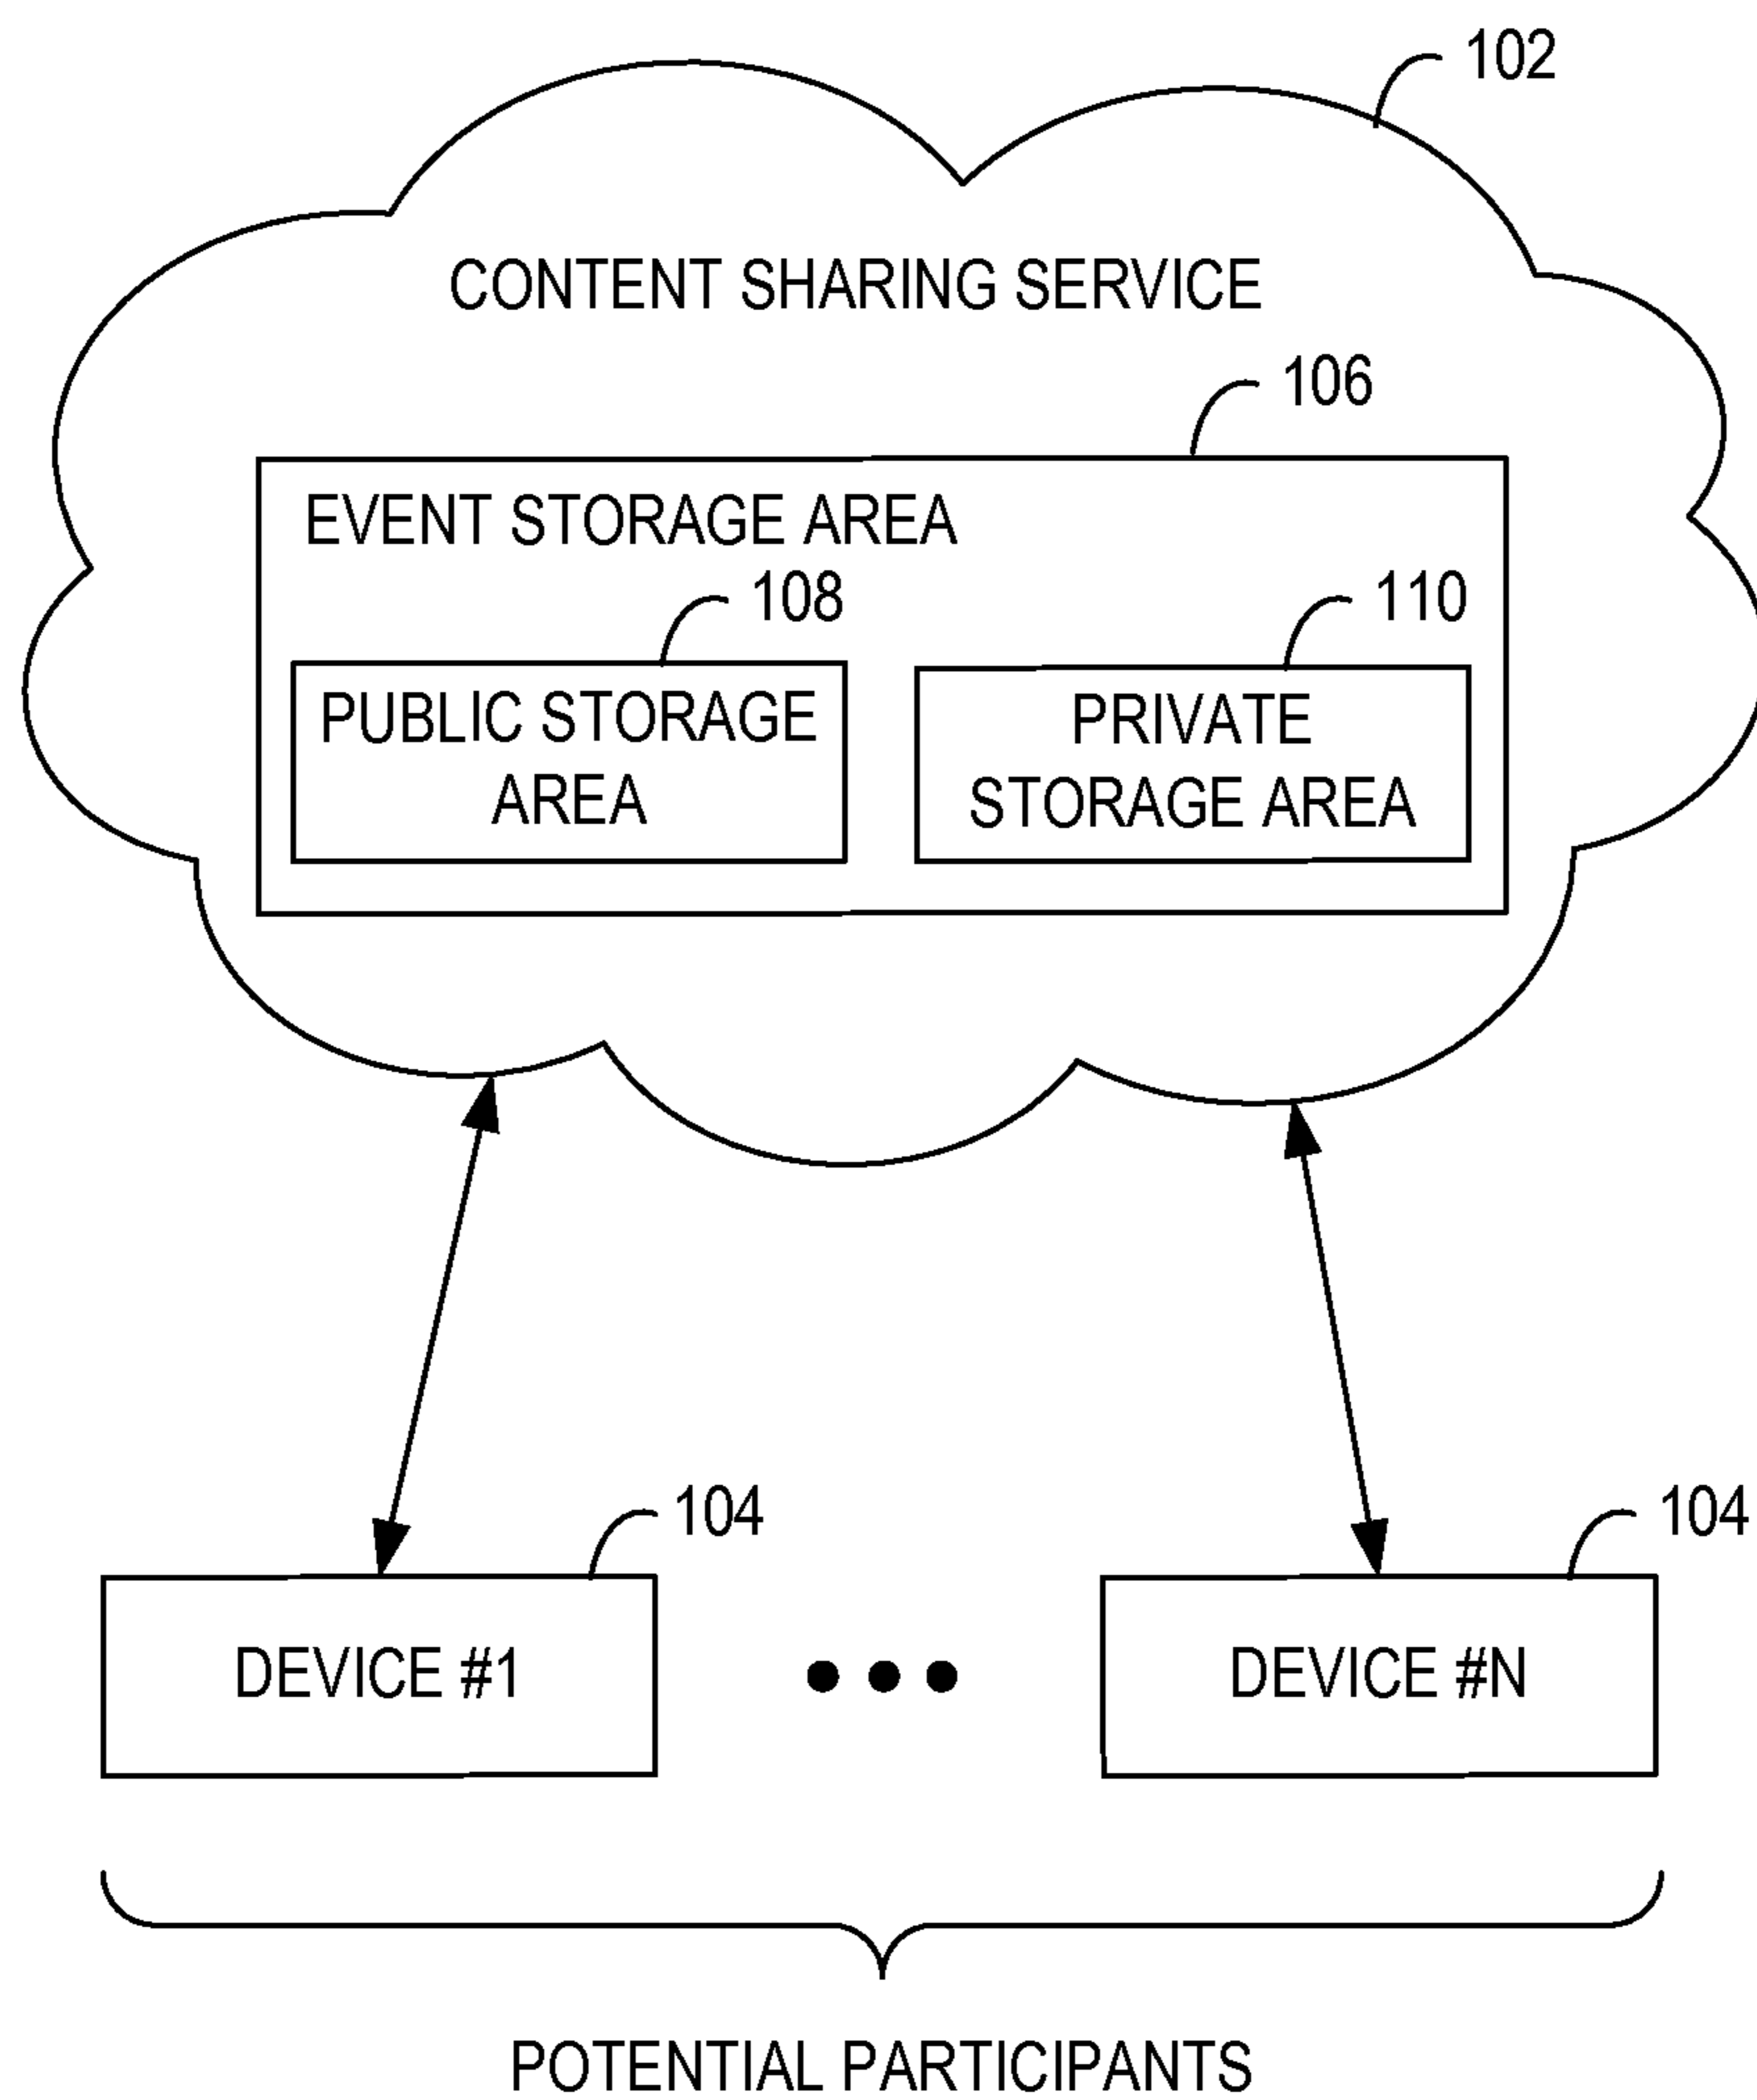 102
CONTENT SHARING SERVICE
106
EVENT STORAGE AREA
108
110
PUBLIC STORAGE
AREA
PRIVATE
STORAGE AREA
104
104
DEVICE #1
DEVICE #N
POTENTIAL PARTICIPANTS